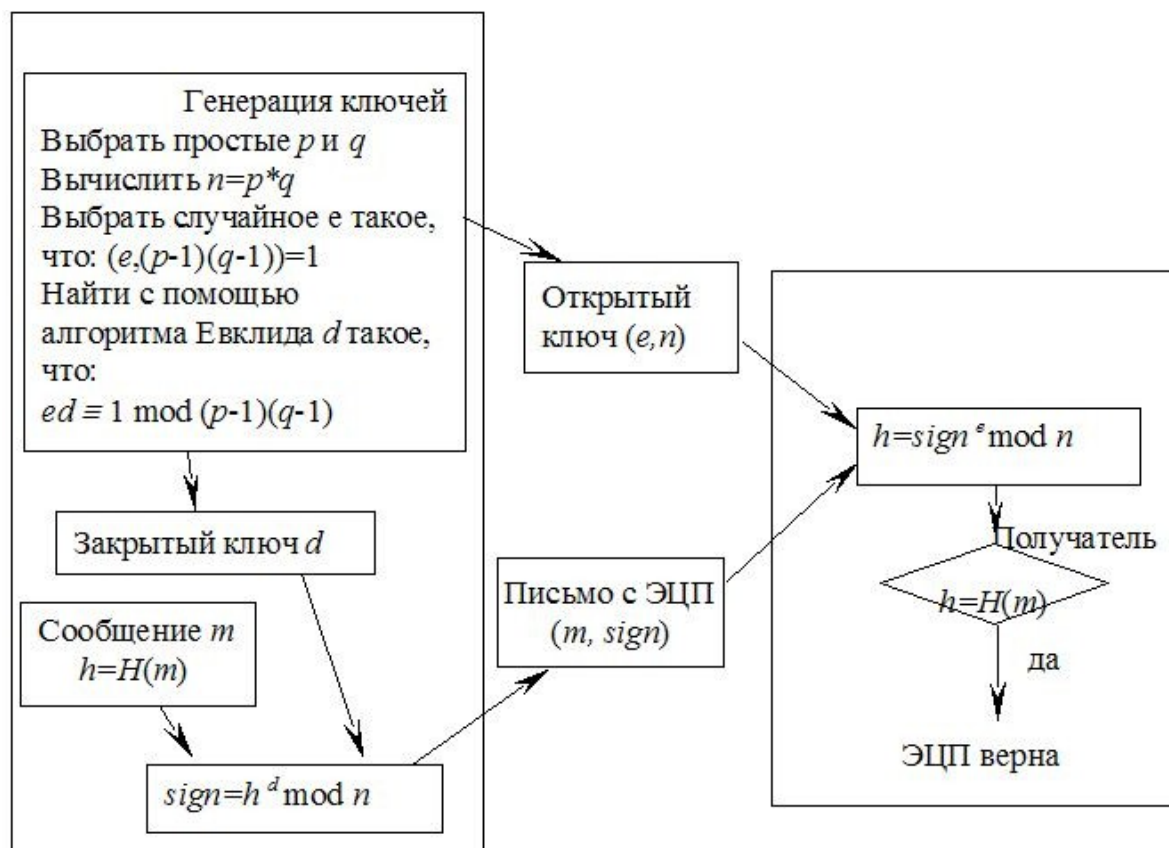 Генерация ключей
Выбрать простые p и q
Вычислить n=p*q
Выбрать случайное e такое,
что: (e,(p-1)(q-1))=1
Найти с помощью
алгоритма Евклида d такое,
что:
ed ≡ 1 mod (p-1)(q-1)
Закрытый ключ d
Сообщение m
h=H(m)
sign=h^d mod n
Открытый
ключ (e,n)
Письмо с ЭЦП
(m, sign)
h=sign^e mod n
Получатель
h=H(m)
да
ЭЦП верна